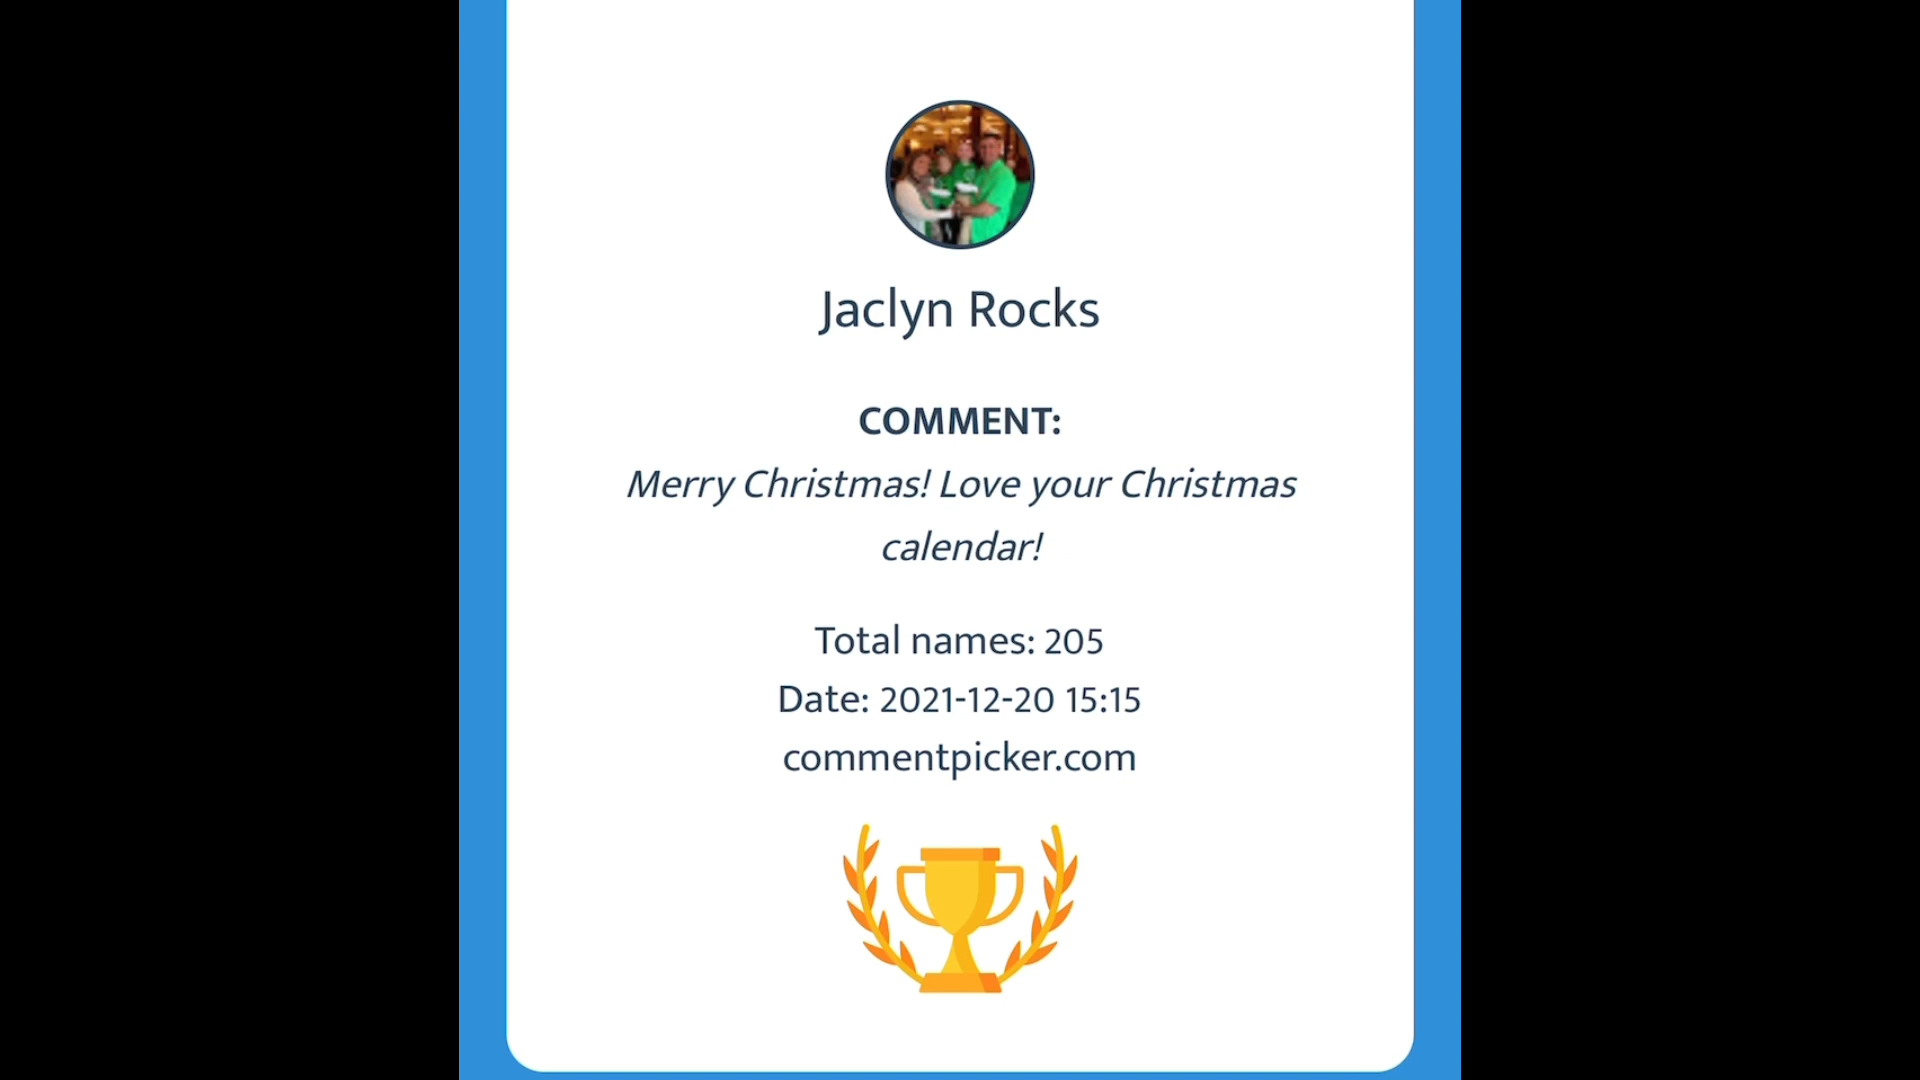 Jaclyn Rocks
COMMENT:
Merry Christmas! Love your Christmas
calendar!
Total names: 205
Date: 2021-12-20 15:15
commentpicker.com